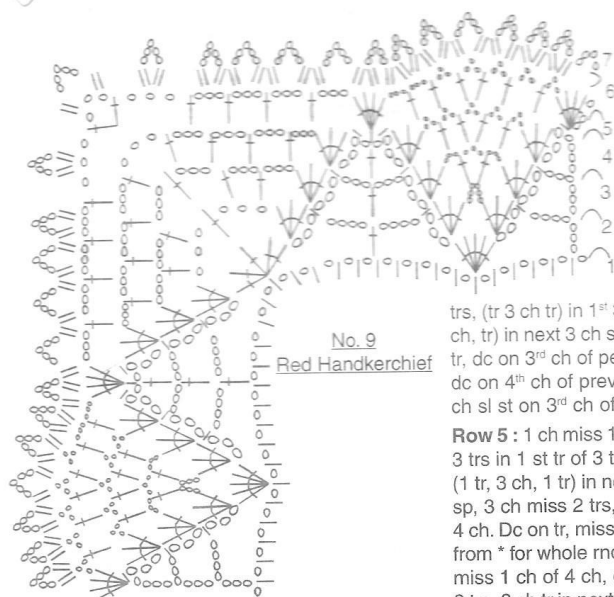 7
6
5
4
3
2
1
No. 9
Red Handkerchief
trs, (tr 3 ch tr) in 1st
ch, tr) in next 3 ch s
tr, dc on 3rd ch of pe
dc on 4th ch of prev
ch sl st on 3rd ch of
Row 5 : 1 ch miss 1
3 trs in 1 st tr of 3 t
(1 tr, 3 ch, 1 tr) in ne
sp, 3 ch miss 2 trs,
4 ch. Dc on tr, miss
from * for whole rnd
miss 1 ch of 4 ch,